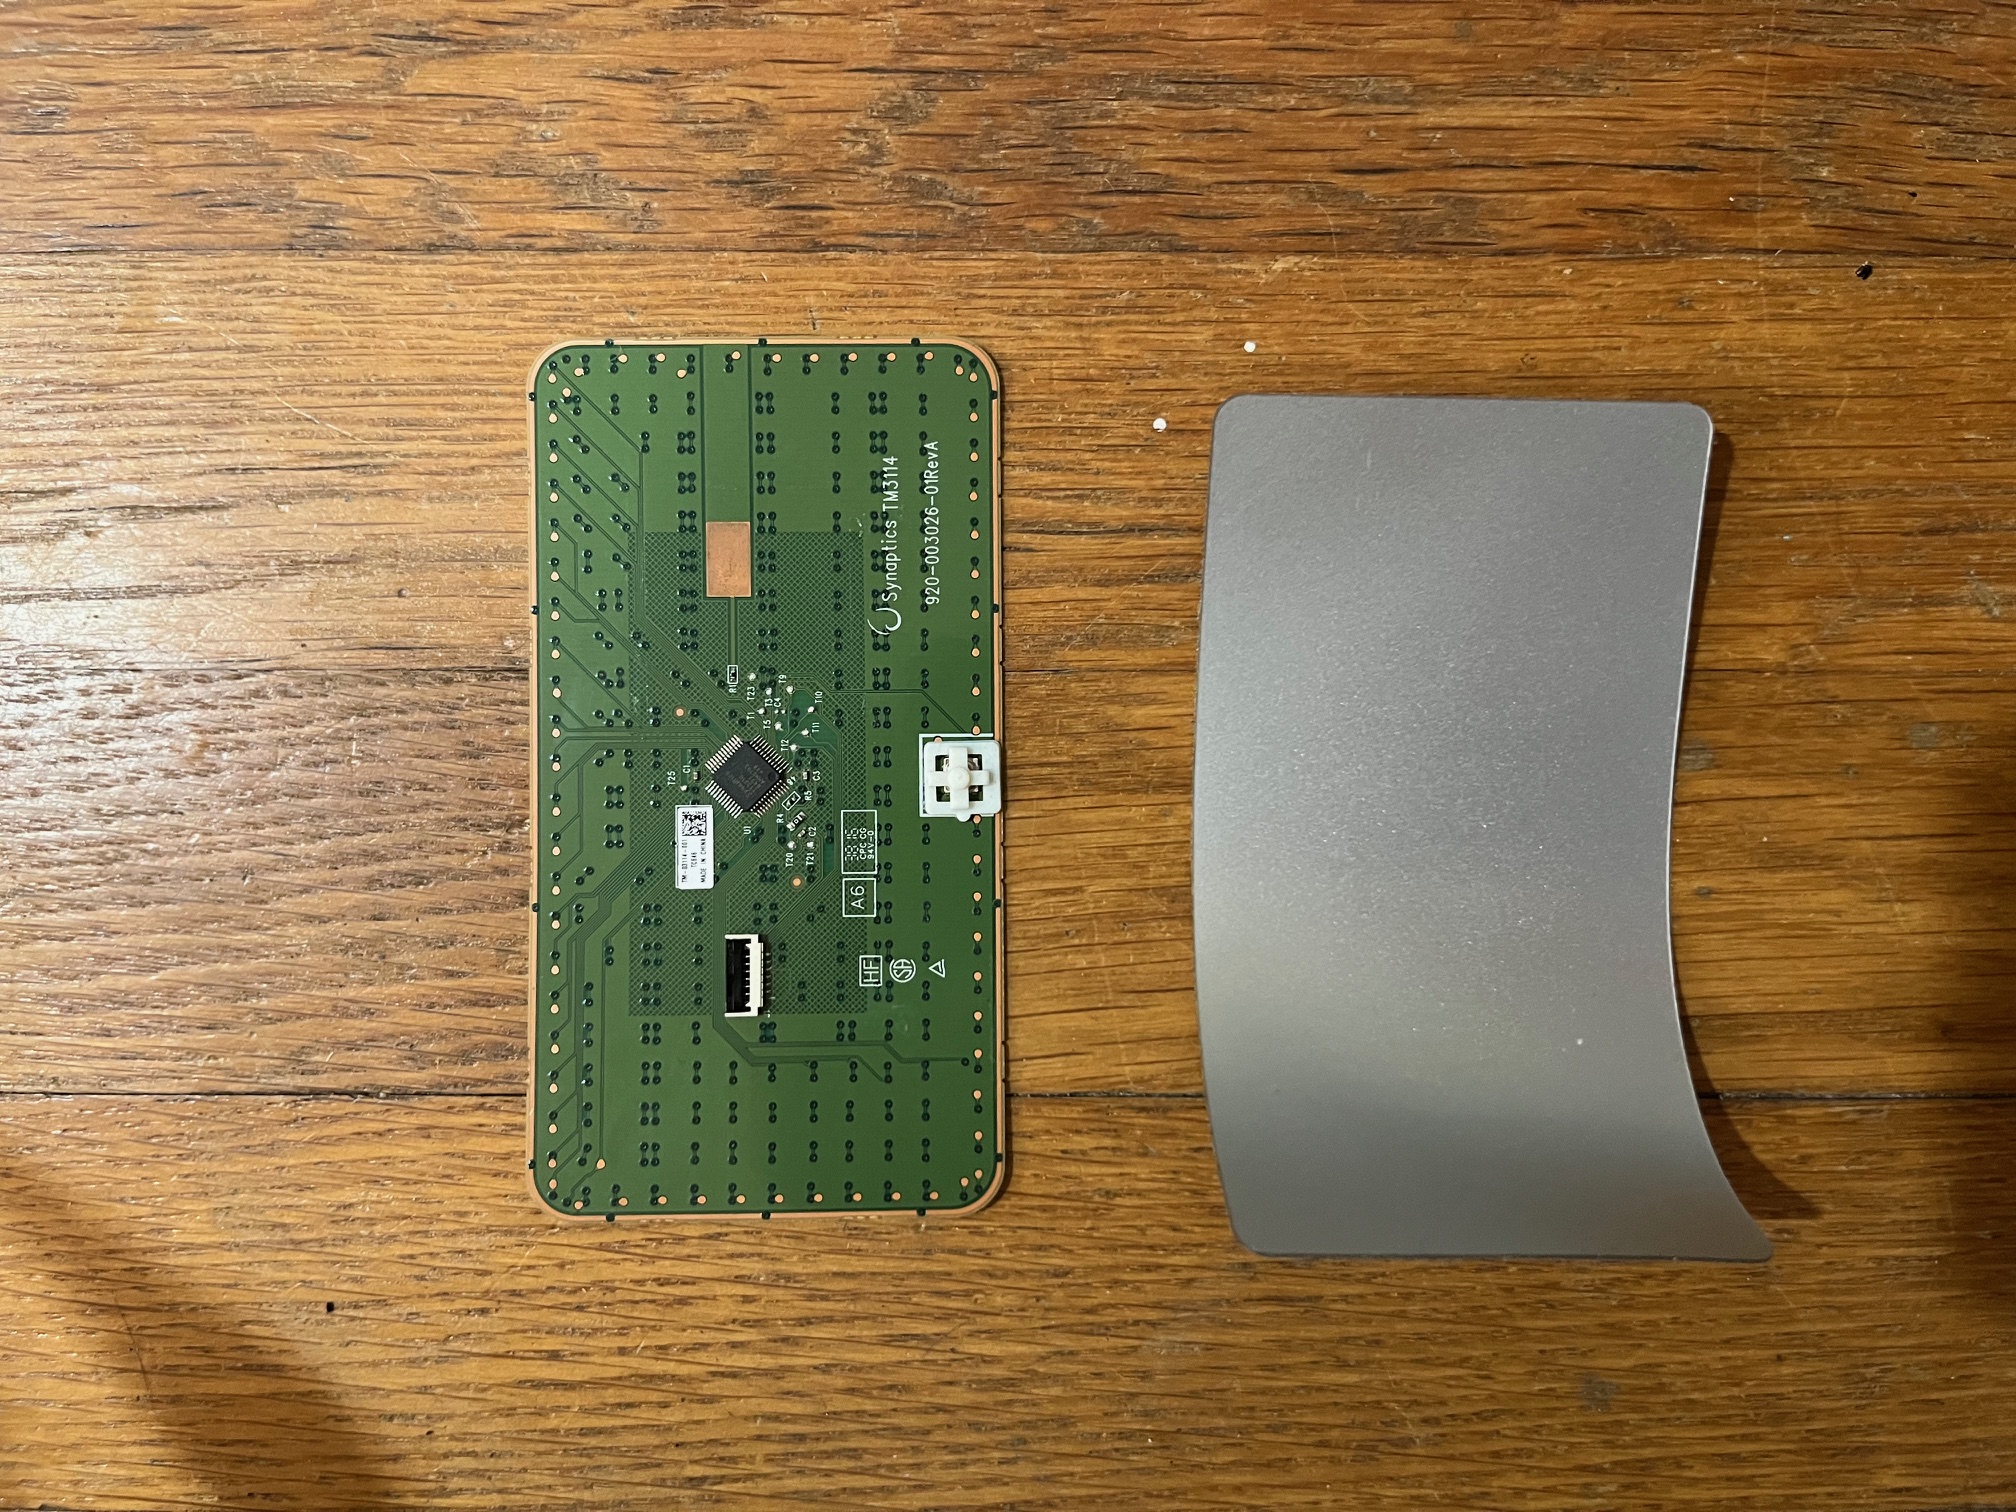 T25
TM-03114-001
TC646
MADE IN CHINA
C1
R1
U1
T1 T23
T5 T3
C4
R4
T12
T9
T20
R5
T21 C2
C3
T11
T10
A6
CPC CG
94V-0
HF
Synaptics TM3114
920-003026-01RevA